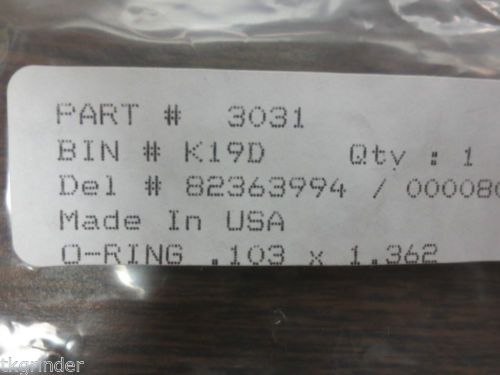 PART # 3031
BIN # K19D Qty : 1
Del # 82363994 / 00008
Made In USA
O-RING .103 x 1.362
tkgrinder